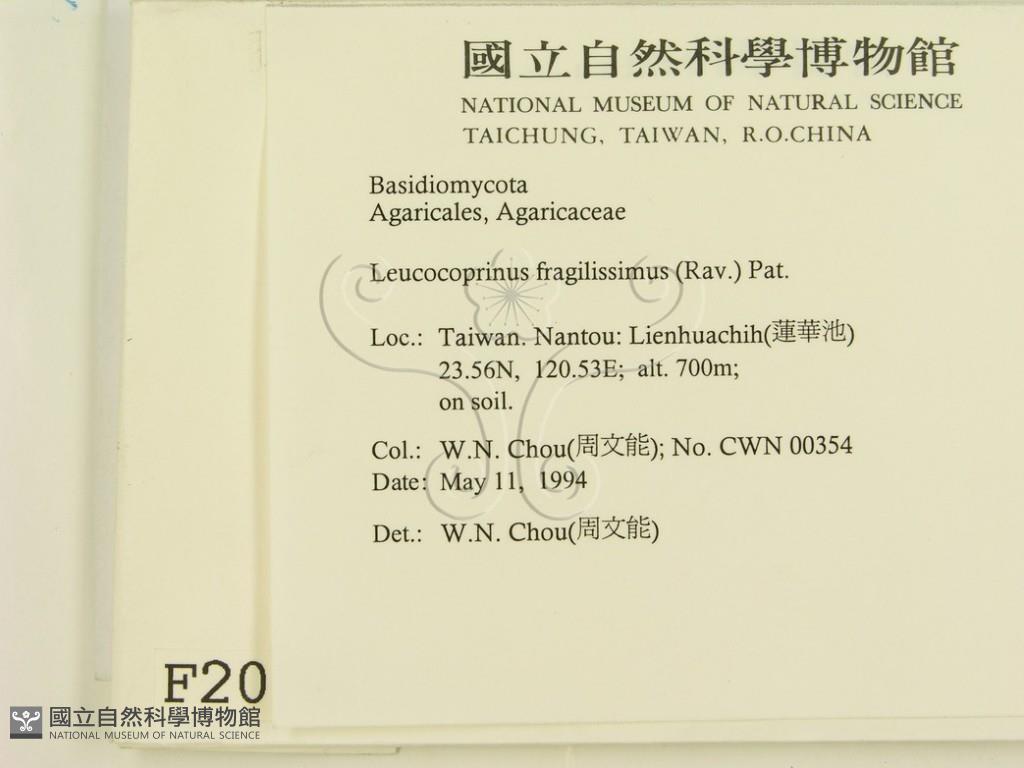 國立自然科學博物館
NATIONAL MUSEUM OF NATURAL SCIENCE
TAICHUNG, TAIWAN, R.O.CHINA
Basidiomycota
Agaricales, Agaricaceae
Leucocoprinus fragilissimus (Rav.) Pat.
Loc.: Taiwan. Nantou: Lienhuachih(蓮華池)
23.56N, 120.53E; alt. 700m;
on soil.
Col.: W.N. Chou(周文能); No. CWN 00354
Date: May 11, 1994
Det.: W.N. Chou(周文能)
F20
國立自然科學博物館
NATIONAL MUSEUM OF NATURAL SCIENCE